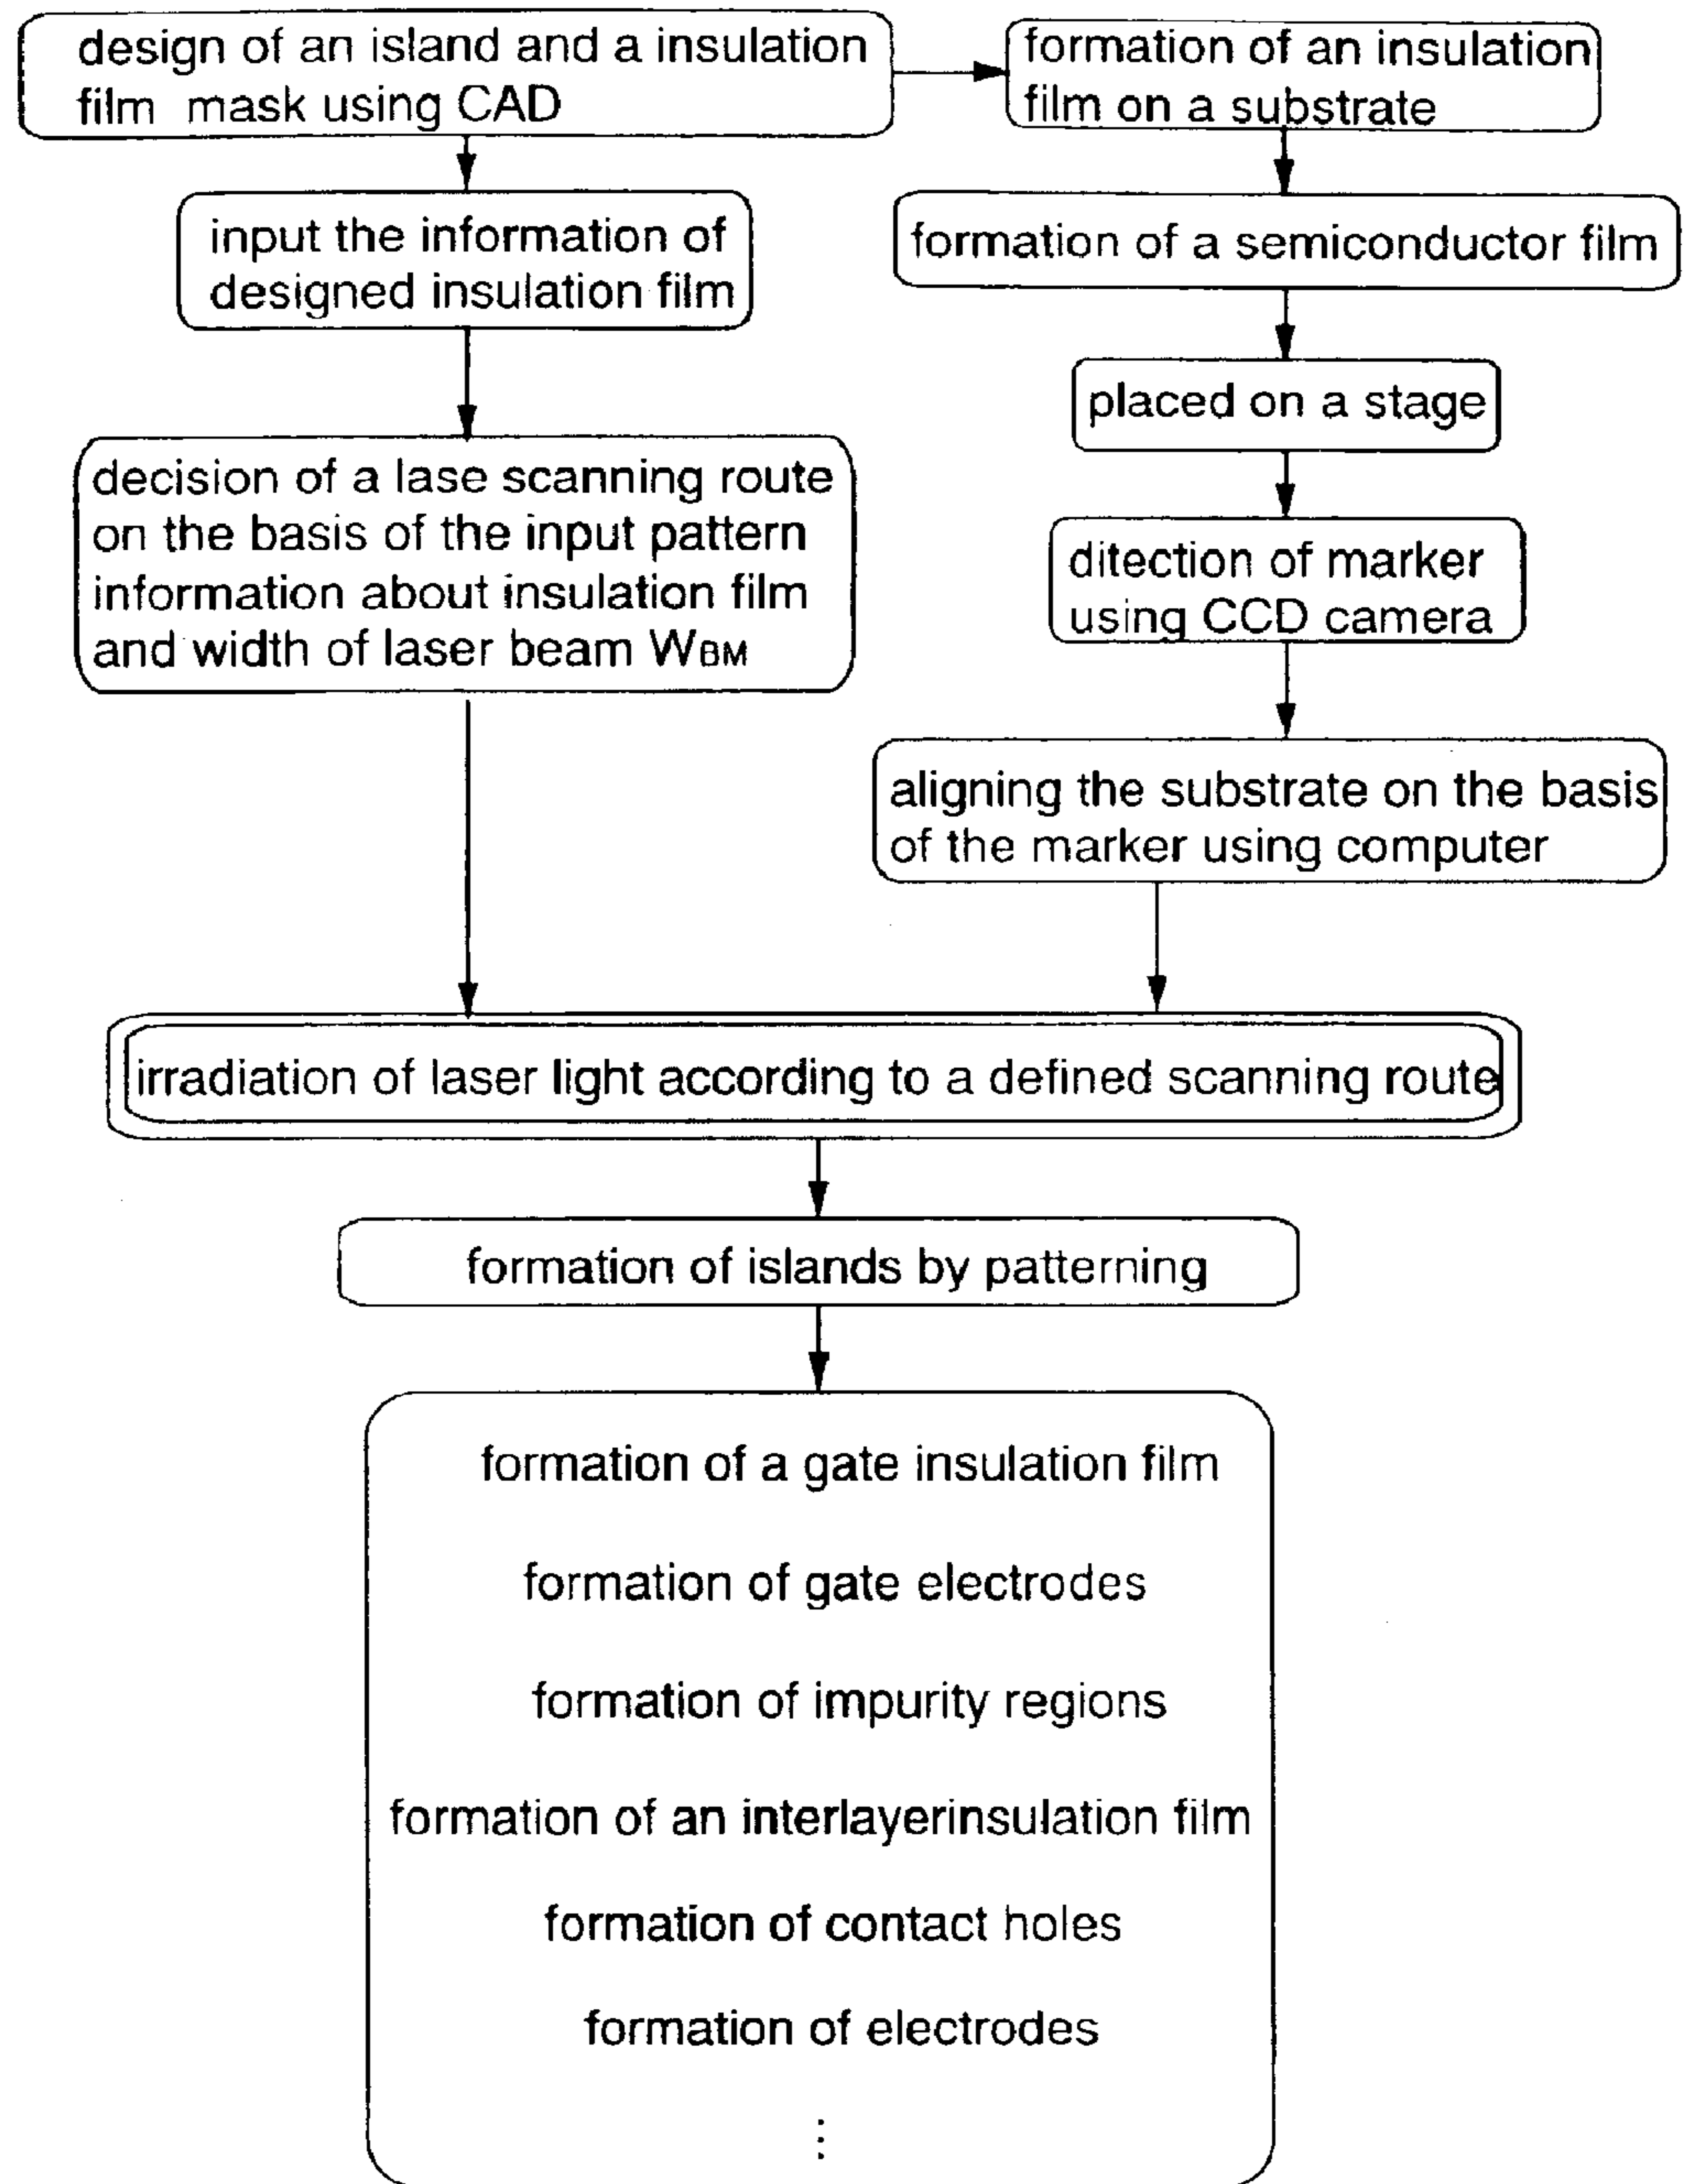 design of an island and a insulation
film mask using CAD
formation of an insulation
film on a substrate
input the information of
designed insulation film
formation of a semiconductor film
placed on a stage
decision of a lase scanning route
on the basis of the input pattern
information about insulation film
and width of laser beam WBM
ditection of marker
using CCD camera
aligning the substrate on the basis
of the marker using computer
irradiation of laser light according to a defined scanning route
formation of islands by patterning
formation of a gate insulation film
formation of gate electrodes
formation of impurity regions
formation of an interlayerinsulation film
formation of contact holes
formation of electrodes
⋮